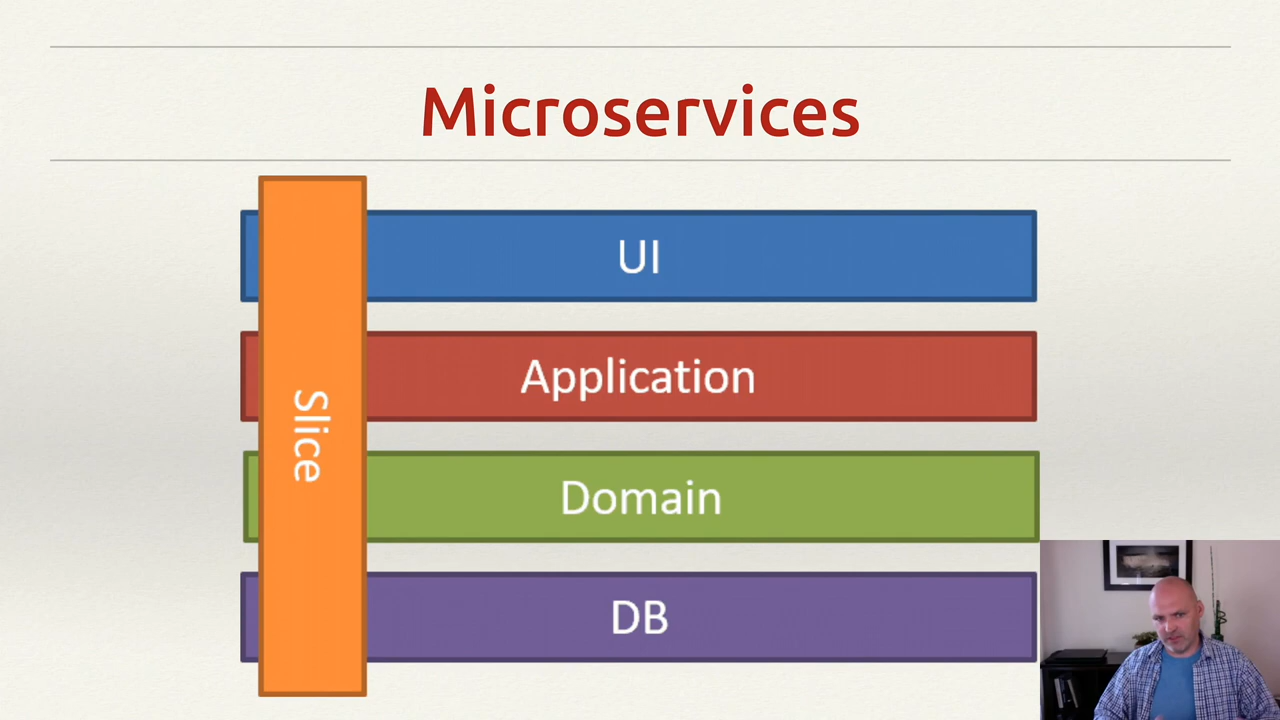 Microservices
UI
Application
Slice
Domain
DB